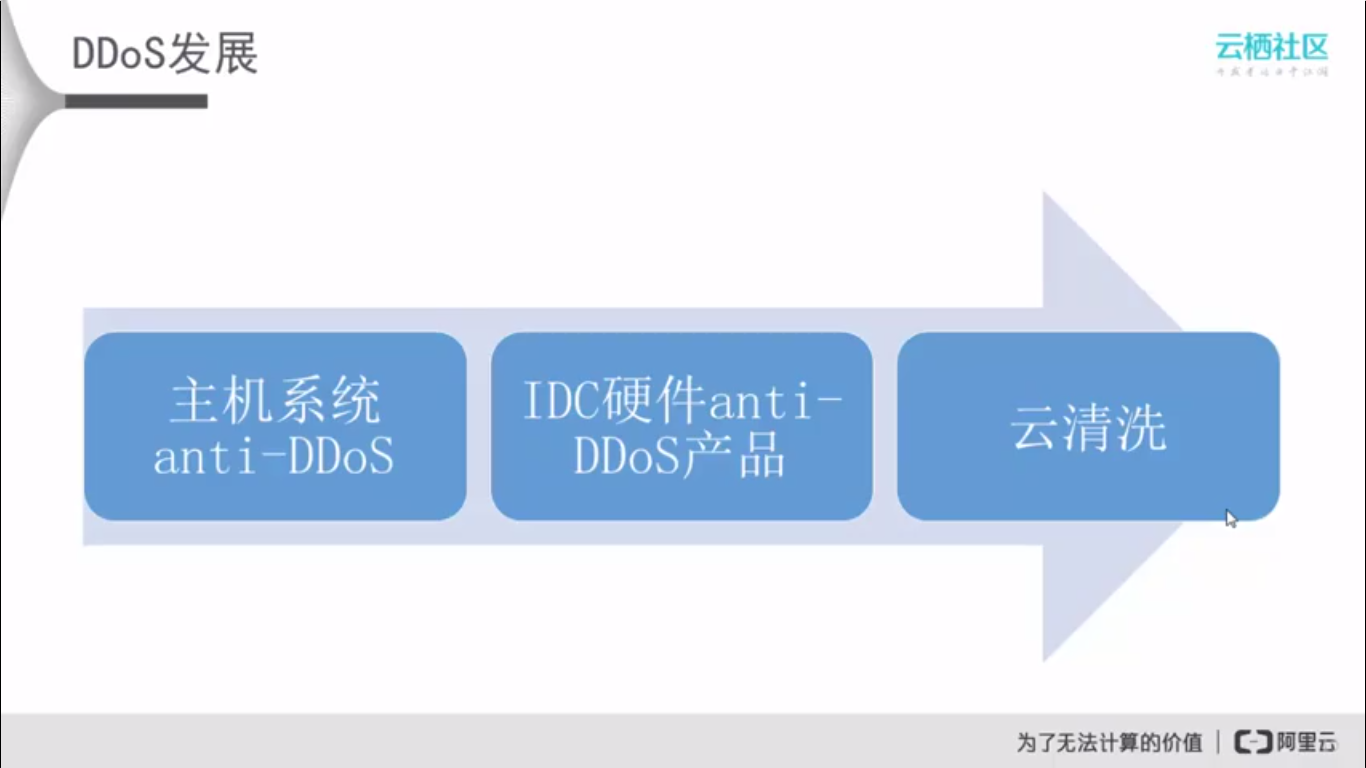 DDoS发展
云栖社区
主机系统
anti-DDoS
IDC硬件anti-
DDoS产品
云清洗
为了无法计算的价值
阿里云